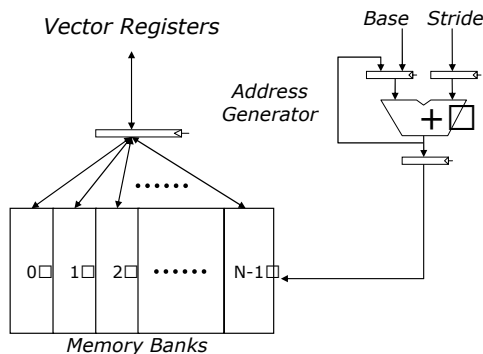 Base Stride
Vector Registers
Address
Generator
+□
••••••
0□ 1□ 2□ •••••• N-1□
Memory Banks